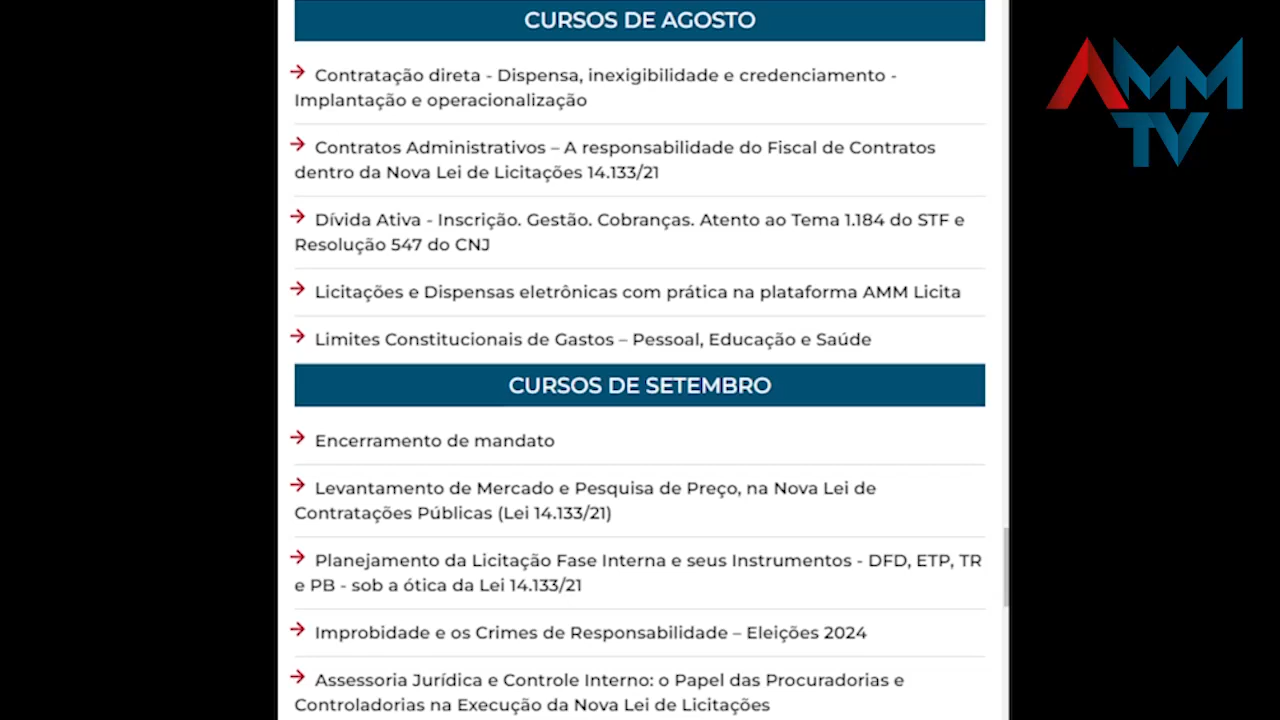 CURSOS DE AGOSTO
AMM
TV
Contratação direta - Dispensa, inexigibilidade e credenciamento -
Implantação e operacionalização
Contratos Administrativos – A responsabilidade do Fiscal de Contratos
dentro da Nova Lei de Licitações 14.133/21
Dívida Ativa - Inscrição. Gestão. Cobranças. Atento ao Tema 1.184 do STF e
Resolução 547 do CNJ
Licitações e Dispensas eletrônicas com prática na plataforma AMM Licita
Limites Constitucionais de Gastos – Pessoal, Educação e Saúde
CURSOS DE SETEMBRO
Encerramento de mandato
Levantamento de Mercado e Pesquisa de Preço, na Nova Lei de
Contratações Públicas (Lei 14.133/21)
Planejamento da Licitação Fase Interna e seus Instrumentos - DFD, ETP, TR
e PB - sob a ótica da Lei 14.133/21
Improbidade e os Crimes de Responsabilidade – Eleições 2024
Assessoria Jurídica e Controle Interno: o Papel das Procuradorias e
Controladorias na Execução da Nova Lei de Licitações